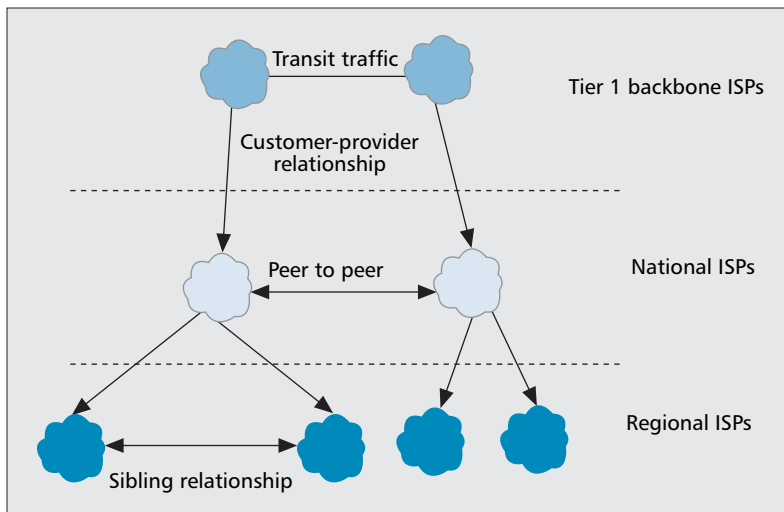 Transit traffic
Tier 1 backbone ISPs
Customer-provider
relationship
National ISPs
Peer to peer
Regional ISPs
Sibling relationship